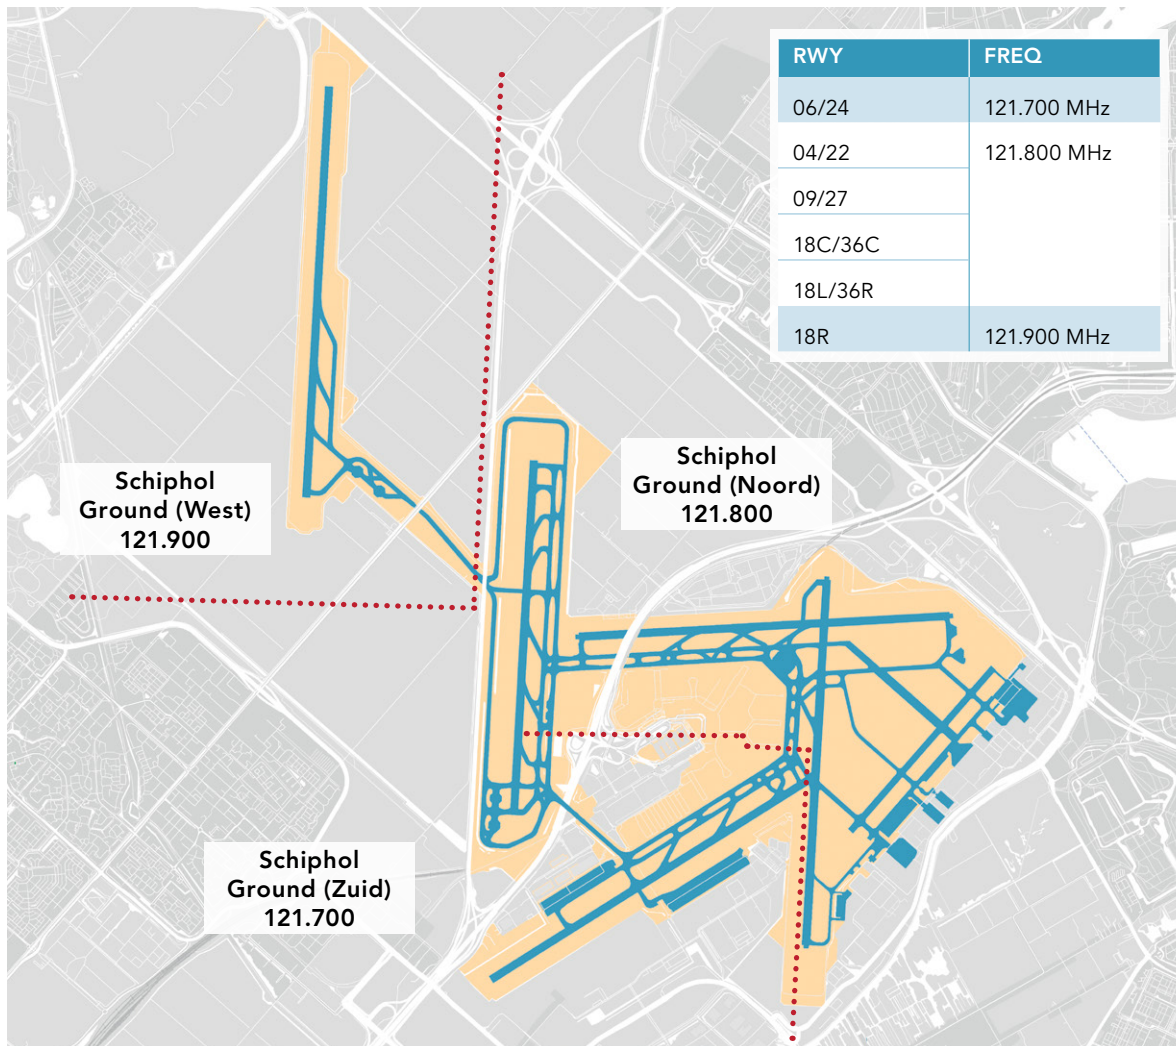 RWY FREQ
06/24 121.700 MHz
04/22 121.800 MHz
09/27
18C/36C
18L/36R
18R 121.900 MHz
Schiphol
Ground (West)
121.900
Schiphol
Ground (Noord)
121.800
Schiphol
Ground (Zuid)
121.700